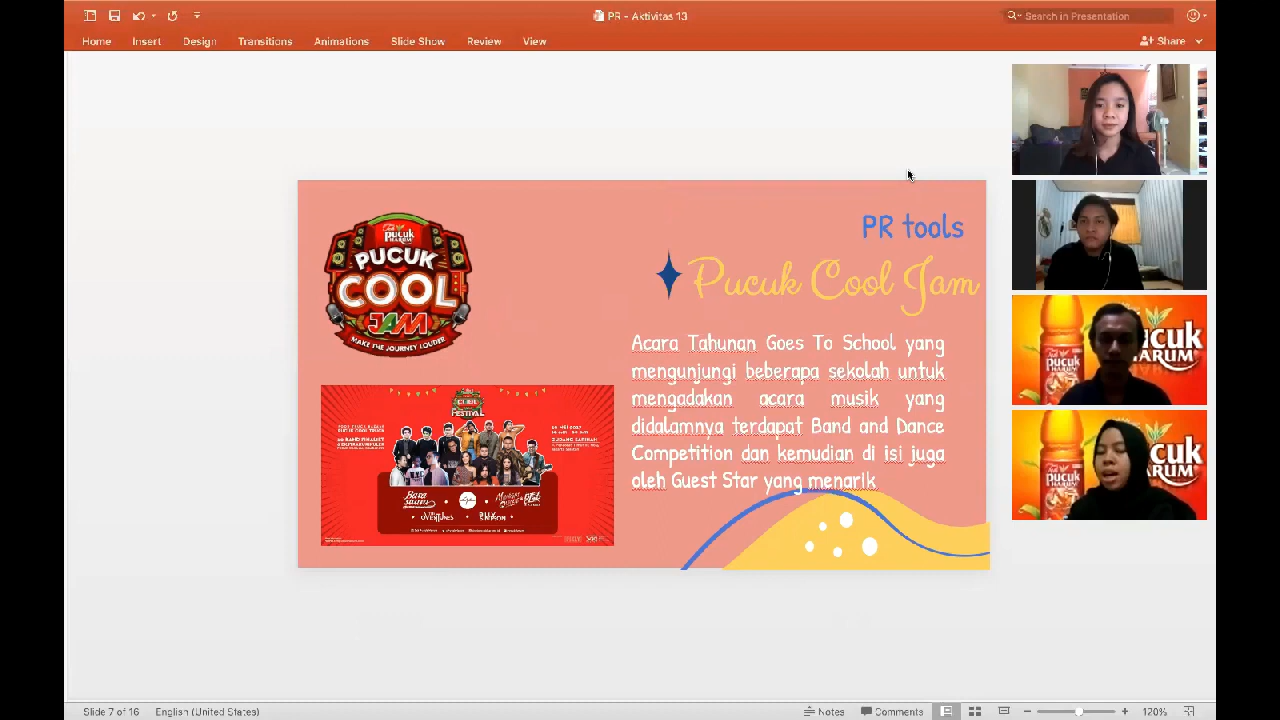 PR - Aktivitas 13
Search in Presentation
Home Insert Design Transitions Animations Slide Show Review View
Share
PR tools
Pucuk Cool Jam
pucuk
HARUM
PUCUK
COOL
JAM
MAKE THE JOURNEY LOUDER
Acara Tahunan Goes To School yang
mengunjungi beberapa sekolah untuk
mengadakan acara musik yang
didalamnya terdapat Band and Dance
Competition dan kemudian di isi juga
oleh Guest Star yang menarik
FESTIVAL
pucuk
HARUM
pucuk
HARUM
Slide 7 of 16 English (United States)
Notes Comments 120%